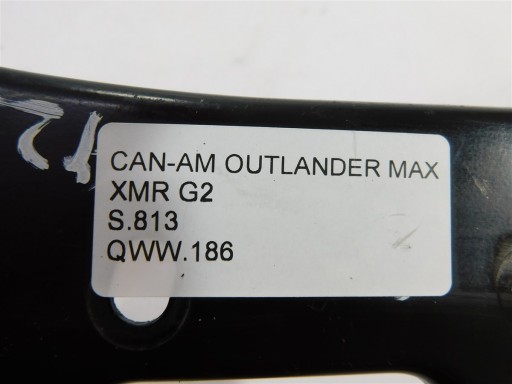 CAN-AM OUTLANDER MAX
XMR G2
S.813
QWW.186